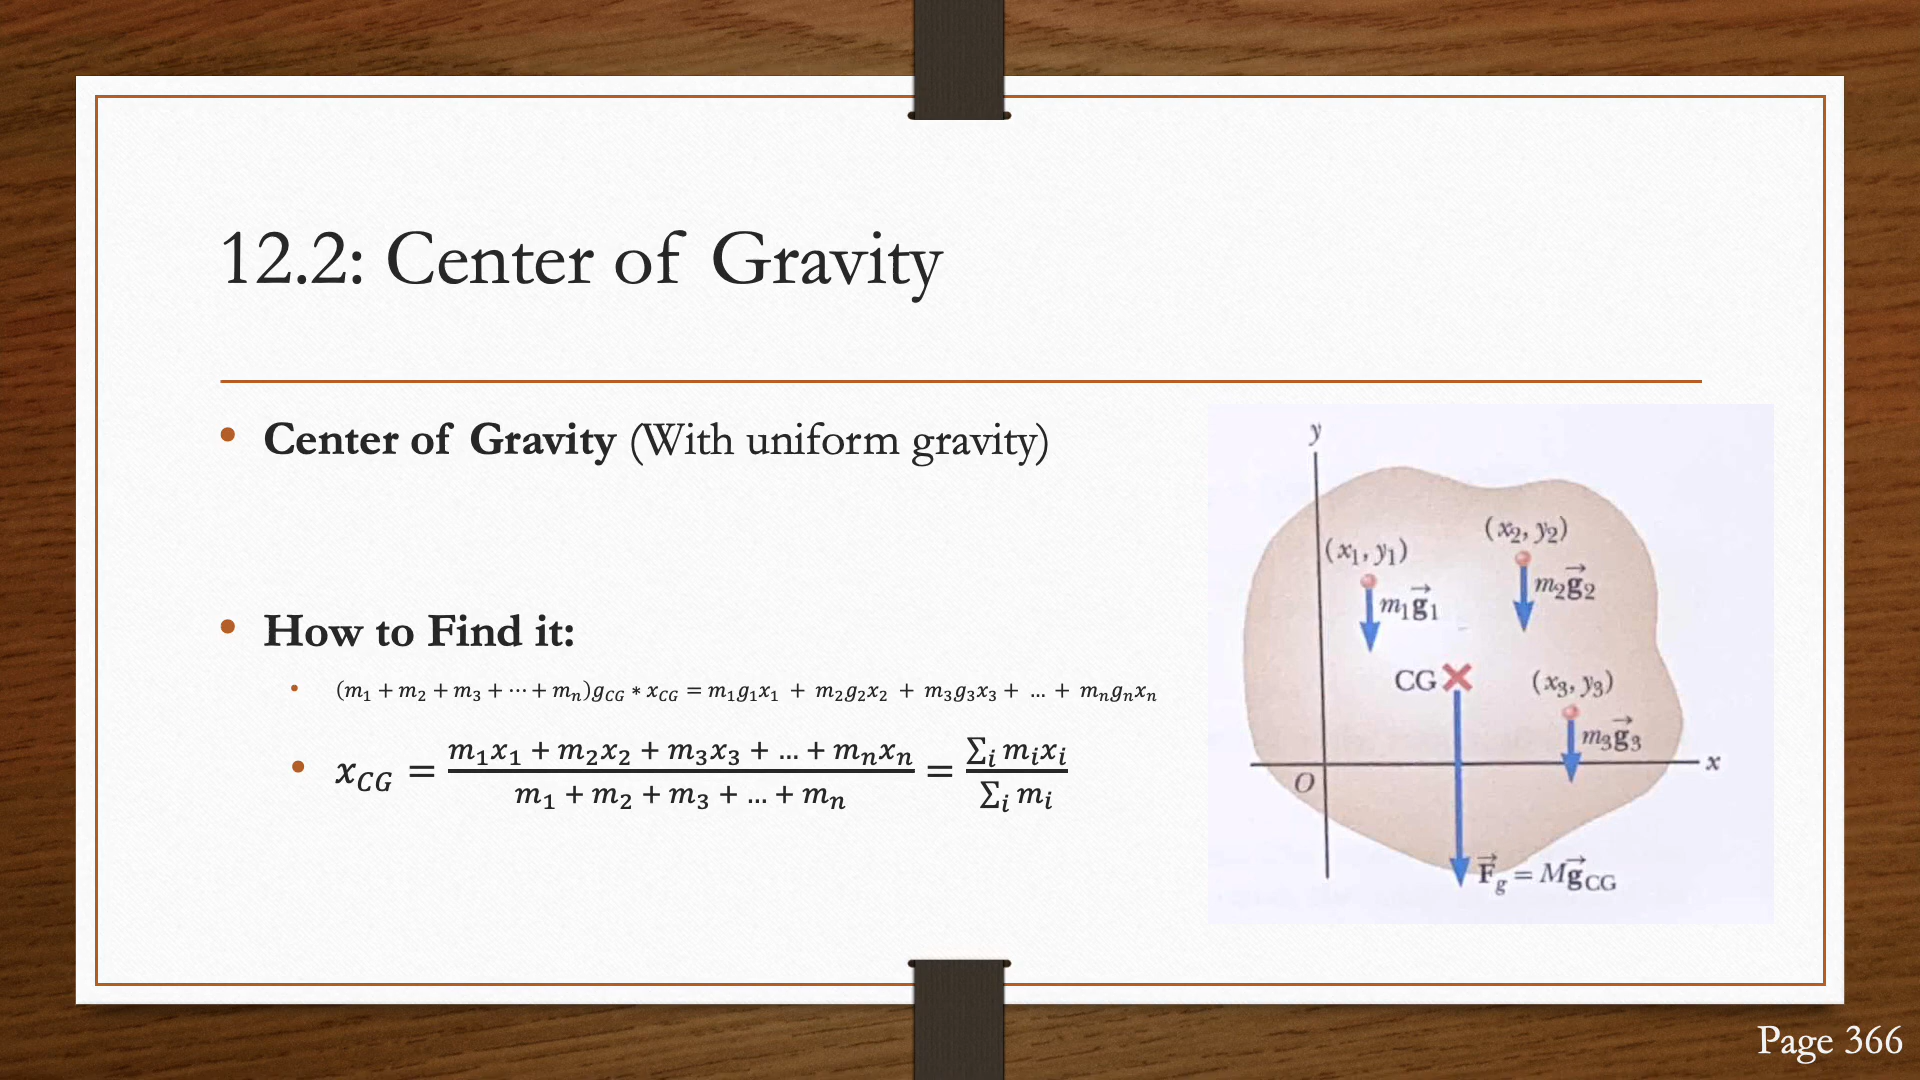 12.2: Center of Gravity
• Center of Gravity (With uniform gravity)
• How to Find it:
• (m₁ + m₂ + m₃ + ⋯ + mₙ)g_CG * x_CG = m₁g₁x₁ + m₂g₂x₂ + m₃g₃x₃ + … + mₙgₙxₙ
• x_CG = (m₁x₁ + m₂x₂ + m₃x₃ + … + mₙxₙ)/(m₁ + m₂ + m₃ + … + mₙ) = (∑ᵢ mᵢxᵢ)/(∑ᵢ mᵢ)
y
(x₂, y₂)
(x₁, y₁)
m₂g⃗₂
m₁g⃗₁
CG
(x₃, y₃)
m₃g⃗₃
x
O
F⃗_g = Mg⃗_CG
Page 366